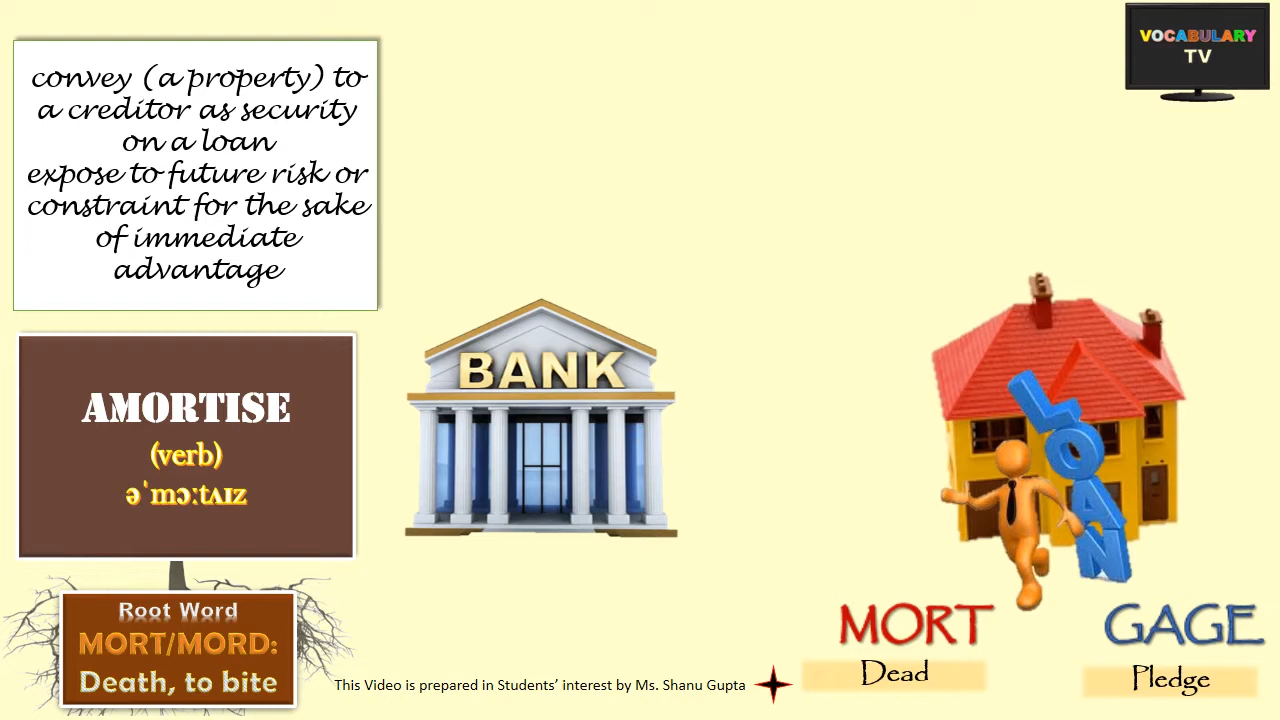 convey (a property) to
a creditor as security
on a loan
expose to future risk or
constraint for the sake
of immediate
advantage
VOCABULARY
TV
AMORTISE
(verb)
əˈmɔːtʌɪz
BANK
LOAN
Root Word
MORT/MORD:
Death, to bite
MORT
Dead
GAGE
Pledge
This Video is prepared in Students’ interest by Ms. Shanu Gupta